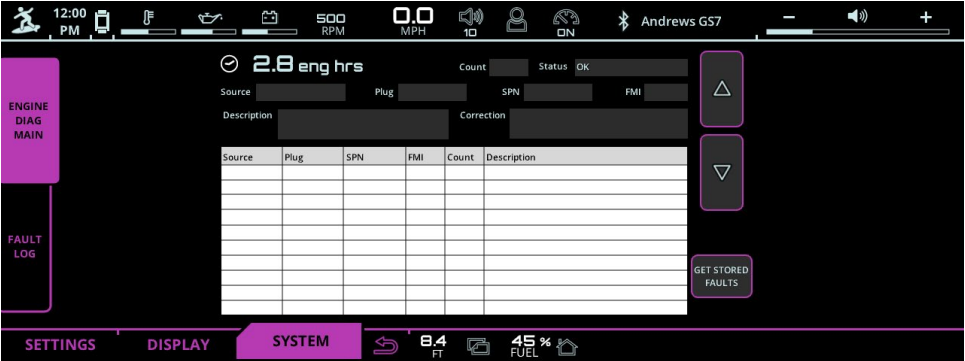 12:00
PM
500
RPM
0.0
MPH
10
ON
Andrews GS7
−
+
2.8 eng hrs
Count
Status OK
Source
Plug
SPN
FMI
Description
Correction
ENGINE
DIAG
MAIN
FAULT
LOG
Source Plug SPN FMI Count Description
GET STORED
FAULTS
SETTINGS
DISPLAY
SYSTEM
8.4
FT
45 %
FUEL